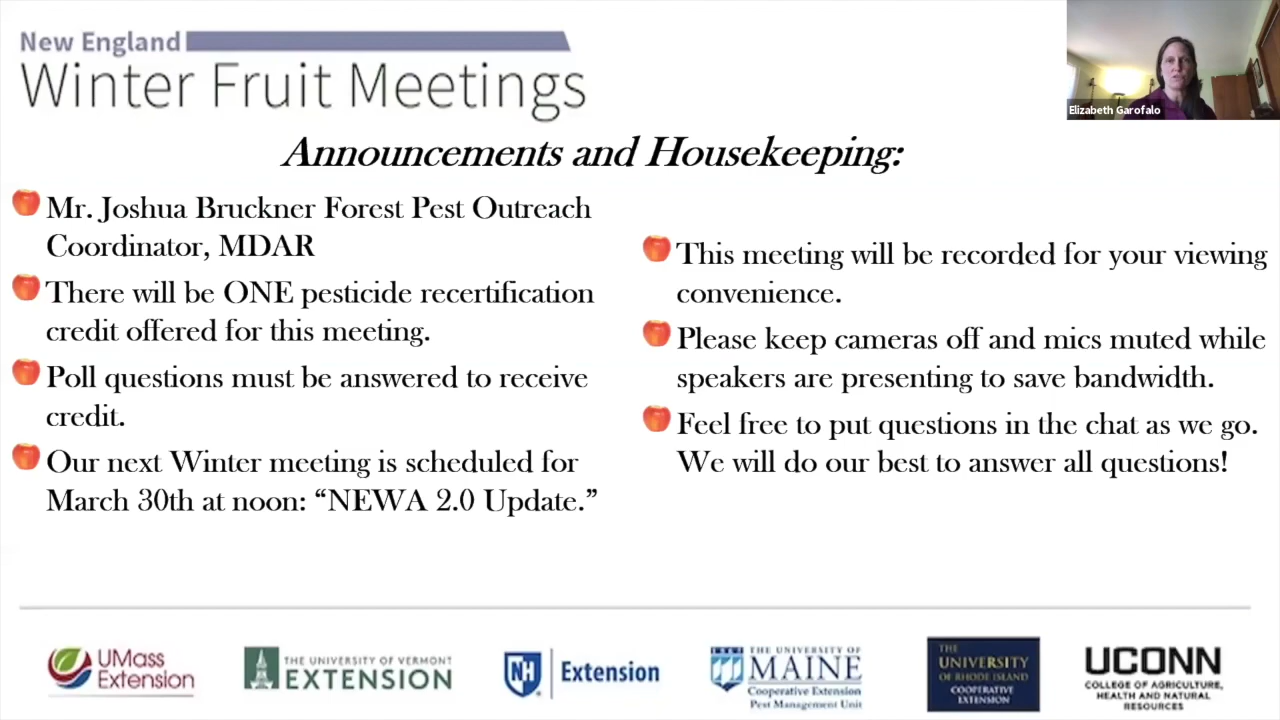 New England
Winter Fruit Meetings
Elizabeth Garofalo
Announcements and Housekeeping:
Mr. Joshua Bruckner Forest Pest Outreach
Coordinator, MDAR
There will be ONE pesticide recertification
credit offered for this meeting.
Poll questions must be answered to receive
credit.
Our next Winter meeting is scheduled for
March 30th at noon: “NEWA 2.0 Update.”
This meeting will be recorded for your viewing
convenience.
Please keep cameras off and mics muted while
speakers are presenting to save bandwidth.
Feel free to put questions in the chat as we go.
We will do our best to answer all questions!
UMass
Extension
THE UNIVERSITY OF VERMONT
EXTENSION
NH
Extension
THE UNIVERSITY OF
MAINE
Cooperative Extension
Pest Management Unit
THE
UNIVERSITY
OF RHODE ISLAND
COOPERATIVE
EXTENSION
UCONN
COLLEGE OF AGRICULTURE,
HEALTH AND NATURAL
RESOURCES